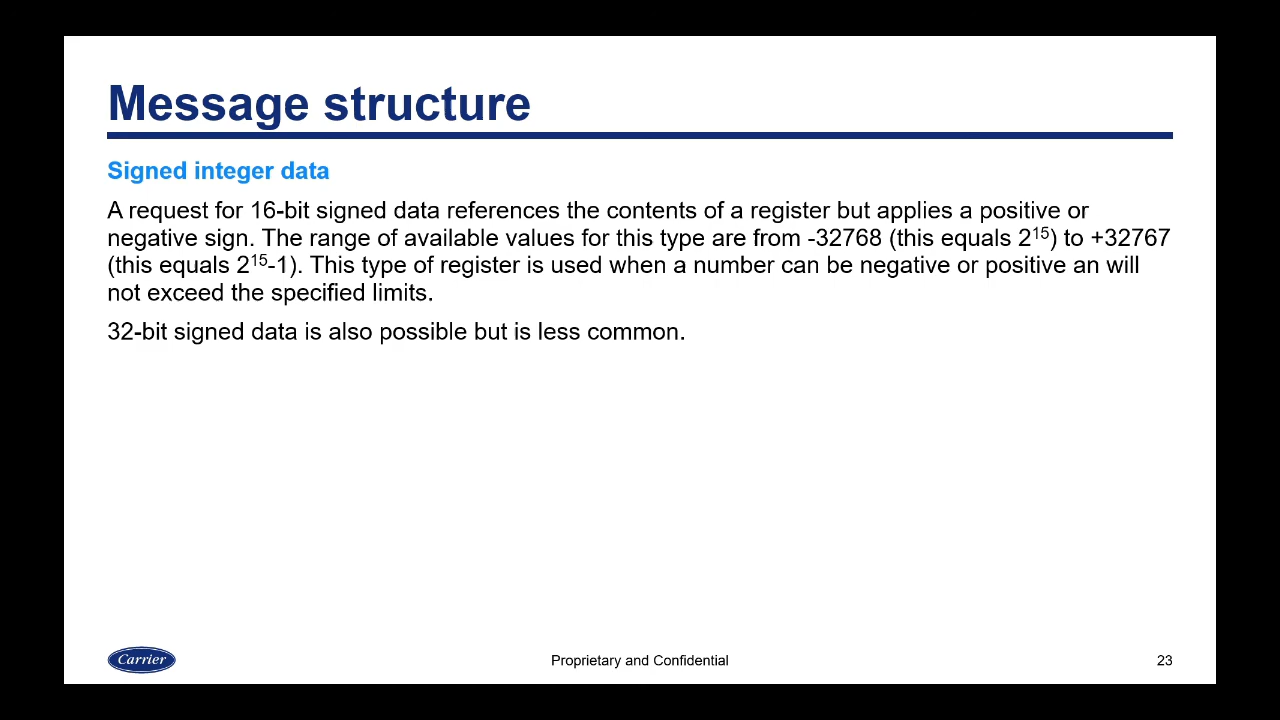 Message structure
Signed integer data
A request for 16-bit signed data references the contents of a register but applies a positive or
negative sign. The range of available values for this type are from -32768 (this equals 2¹⁵) to +32767
(this equals 2¹⁵-1). This type of register is used when a number can be negative or positive an will
not exceed the specified limits.
32-bit signed data is also possible but is less common.
Carrier
Proprietary and Confidential
23